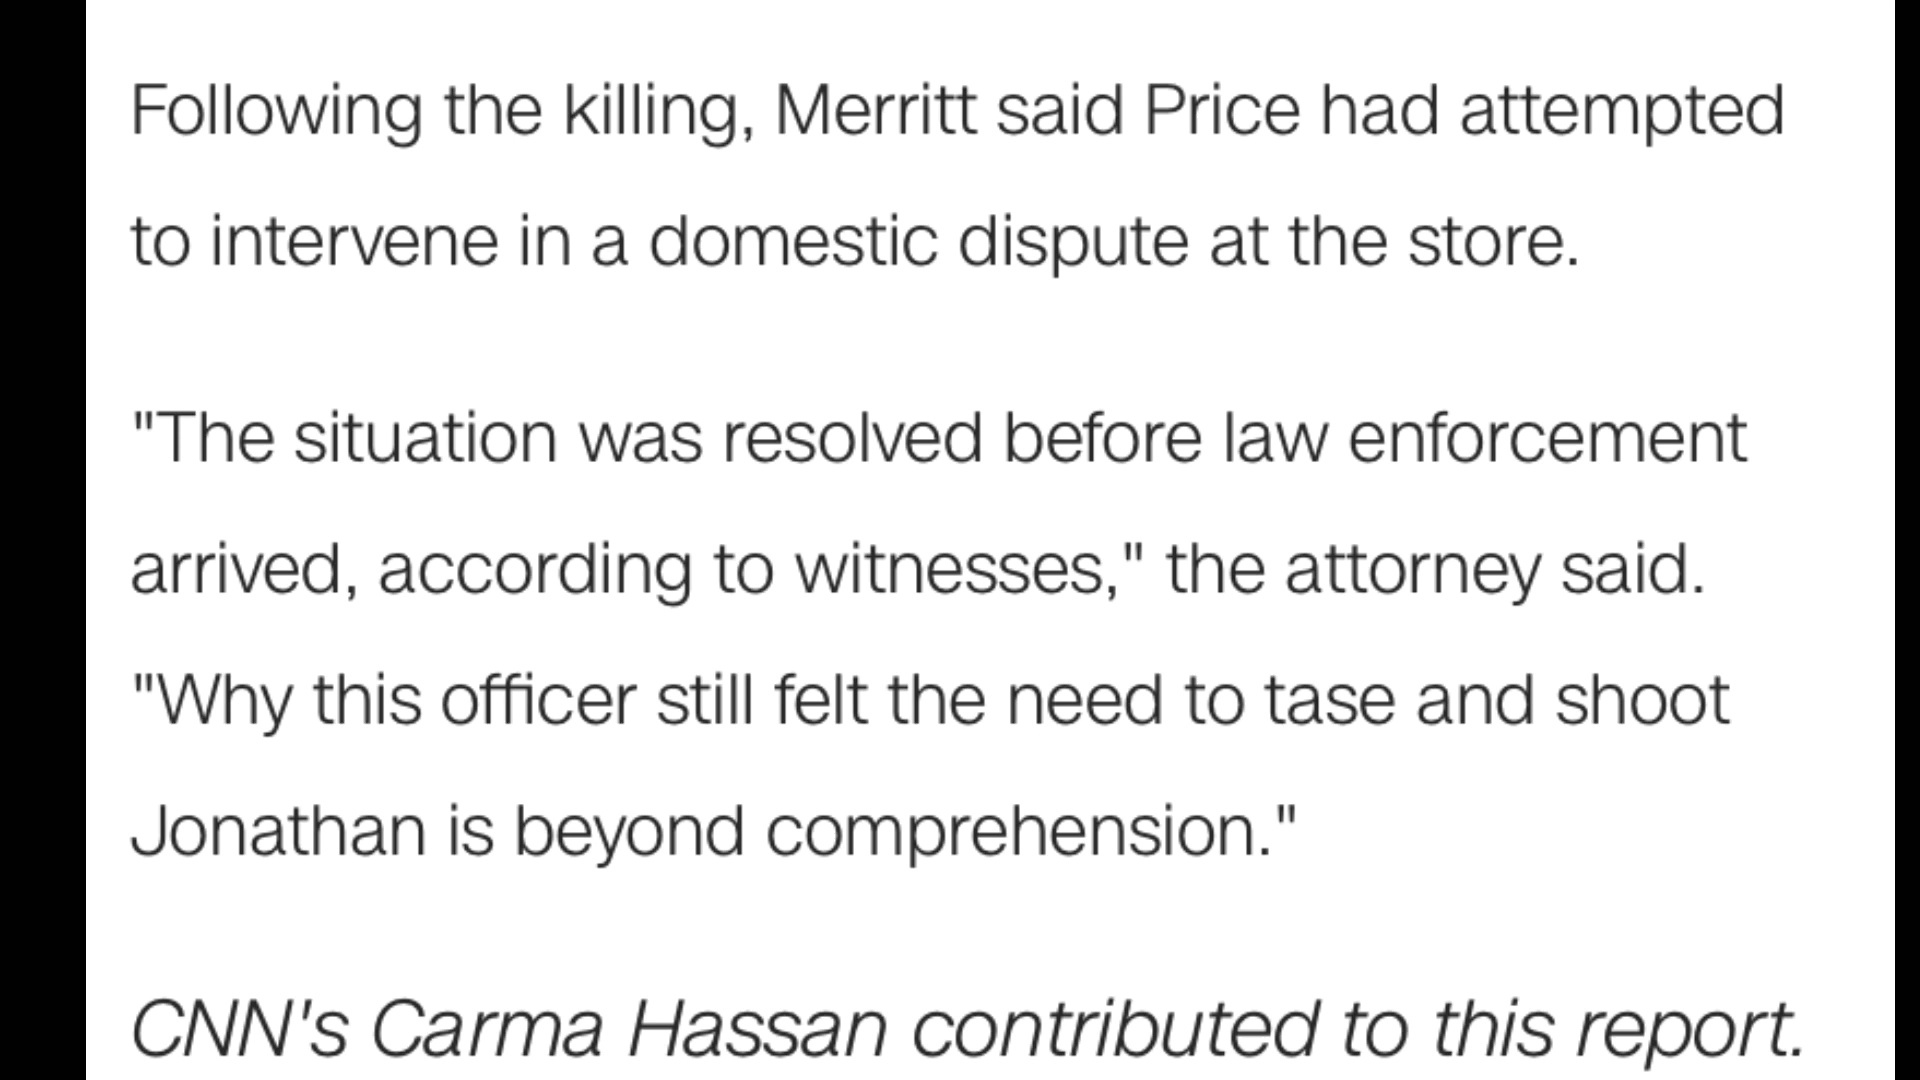 Following the killing, Merritt said Price had attempted
to intervene in a domestic dispute at the store.
"The situation was resolved before law enforcement
arrived, according to witnesses," the attorney said.
"Why this officer still felt the need to tase and shoot
Jonathan is beyond comprehension."
CNN's Carma Hassan contributed to this report.